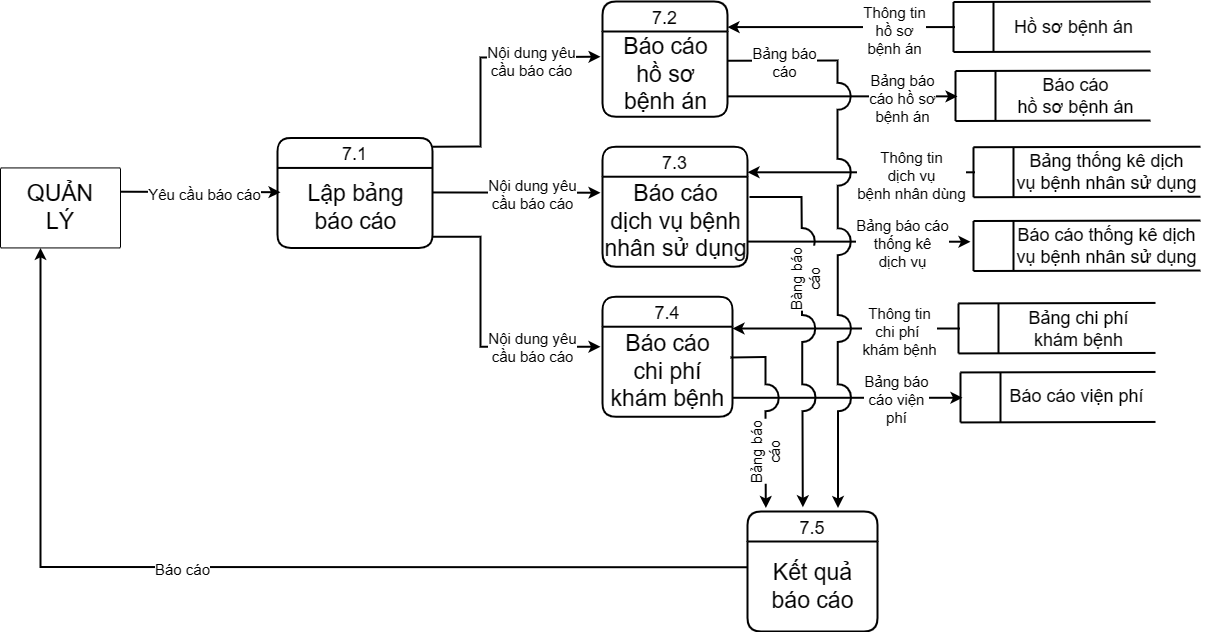 7.2
Báo cáo
hồ sơ
bệnh án
Thông tin
hồ sơ
bệnh án
Hồ sơ bệnh án
Nội dung yêu
cầu báo cáo
Bảng báo
cáo
Bảng báo
cáo hồ sơ
bệnh án
Báo cáo
hồ sơ bệnh án
7.1
Lập bảng
báo cáo
QUẢN
LÝ
Yêu cầu báo cáo
Nội dung yêu
cầu báo cáo
7.3
Báo cáo
dịch vụ bệnh
nhân sử dụng
Thông tin
dịch vụ
bệnh nhân dùng
Bảng thống kê dịch
vụ bệnh nhân sử dụng
Bảng báo cáo
thống kê
dịch vụ
Báo cáo thống kê dịch
vụ bệnh nhân sử dụng
Bảng báo
cáo
Nội dung yêu
cầu báo cáo
7.4
Báo cáo
chi phí
khám bệnh
Thông tin
chi phí
khám bệnh
Bảng chi phí
khám bệnh
Bảng báo
cáo viện
phí
Báo cáo viện phí
Bảng báo
cáo
7.5
Kết quả
báo cáo
Báo cáo